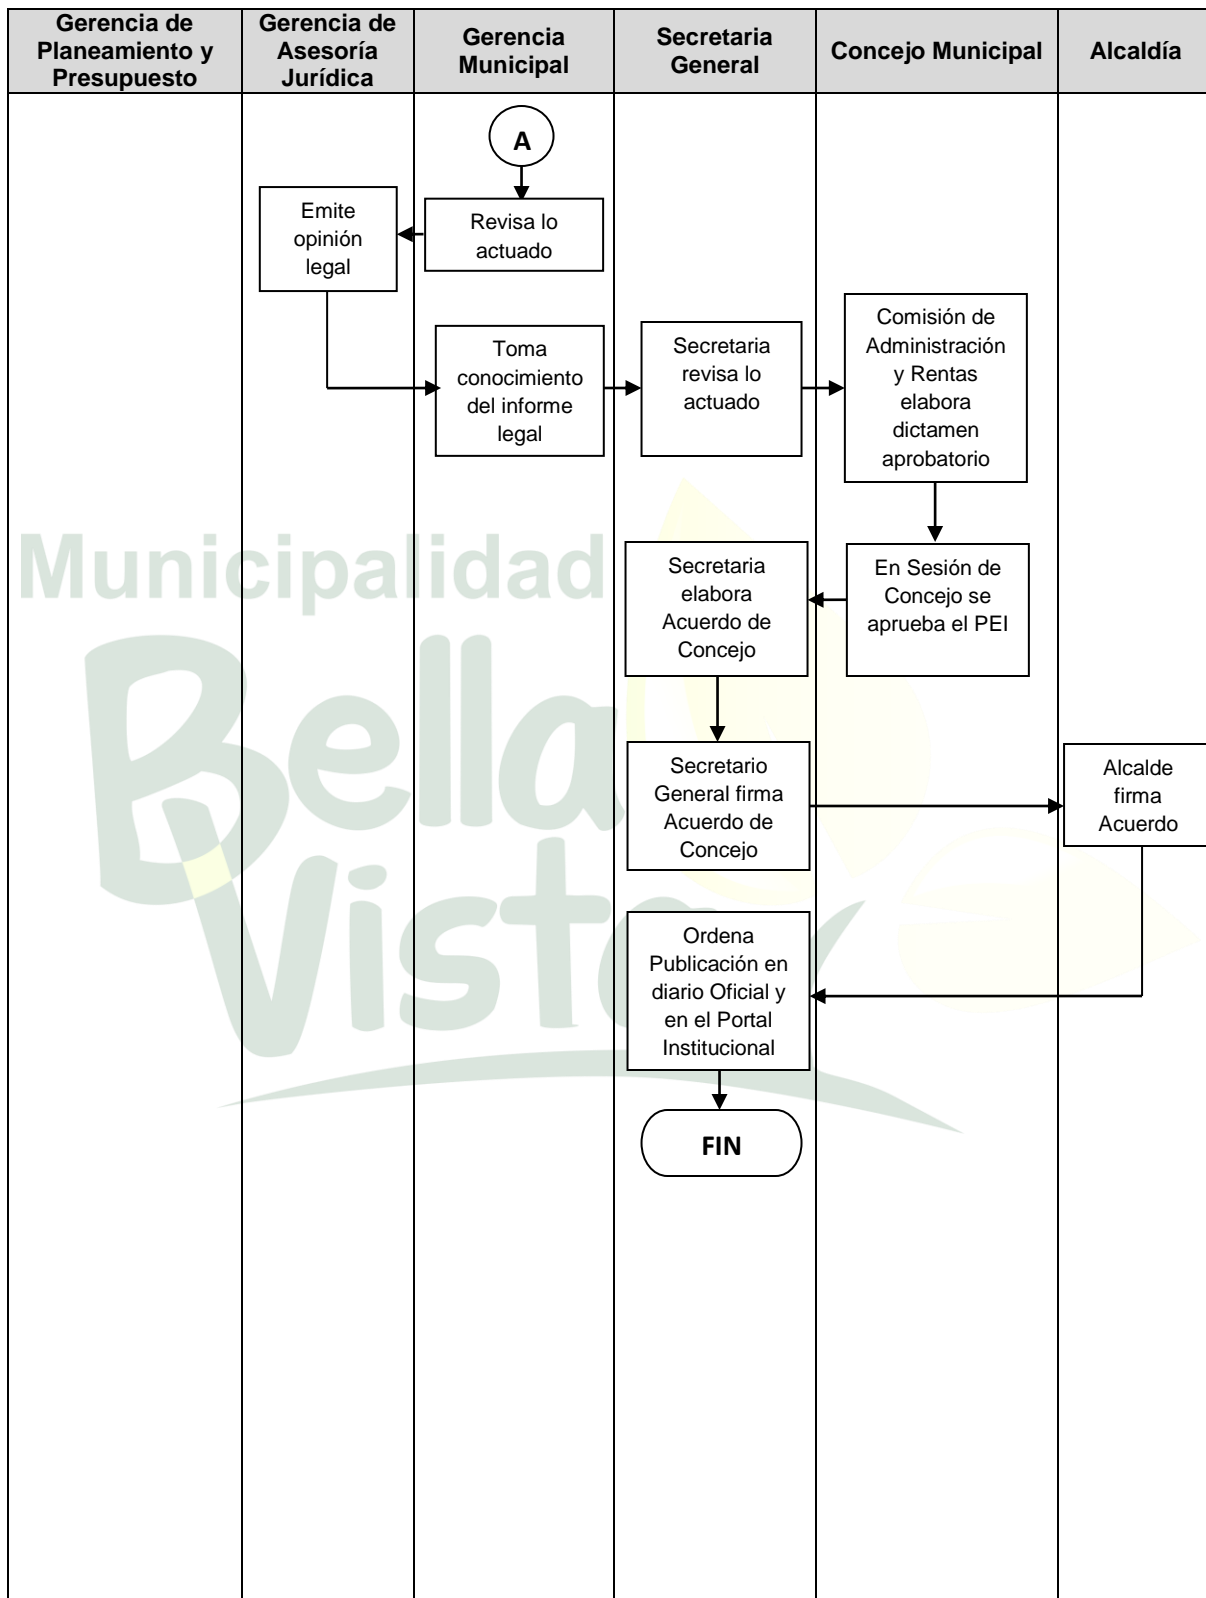 Gerencia de
Planeamiento y
Presupuesto
Gerencia de
Asesoría
Jurídica
Gerencia
Municipal
Secretaria
General
Concejo Municipal
Alcaldía
A
Revisa lo
actuado
Emite
opinión
legal
Toma
conocimiento
del informe
legal
Secretaria
revisa lo
actuado
Comisión de
Administración
y Rentas
elabora
dictamen
aprobatorio
En Sesión de
Concejo se
aprueba el PEI
Secretaria
elabora
Acuerdo de
Concejo
Secretario
General firma
Acuerdo de
Concejo
Alcalde
firma
Acuerdo
Ordena
Publicación en
diario Oficial y
en el Portal
Institucional
FIN
Municipalidad
Bella
Vista